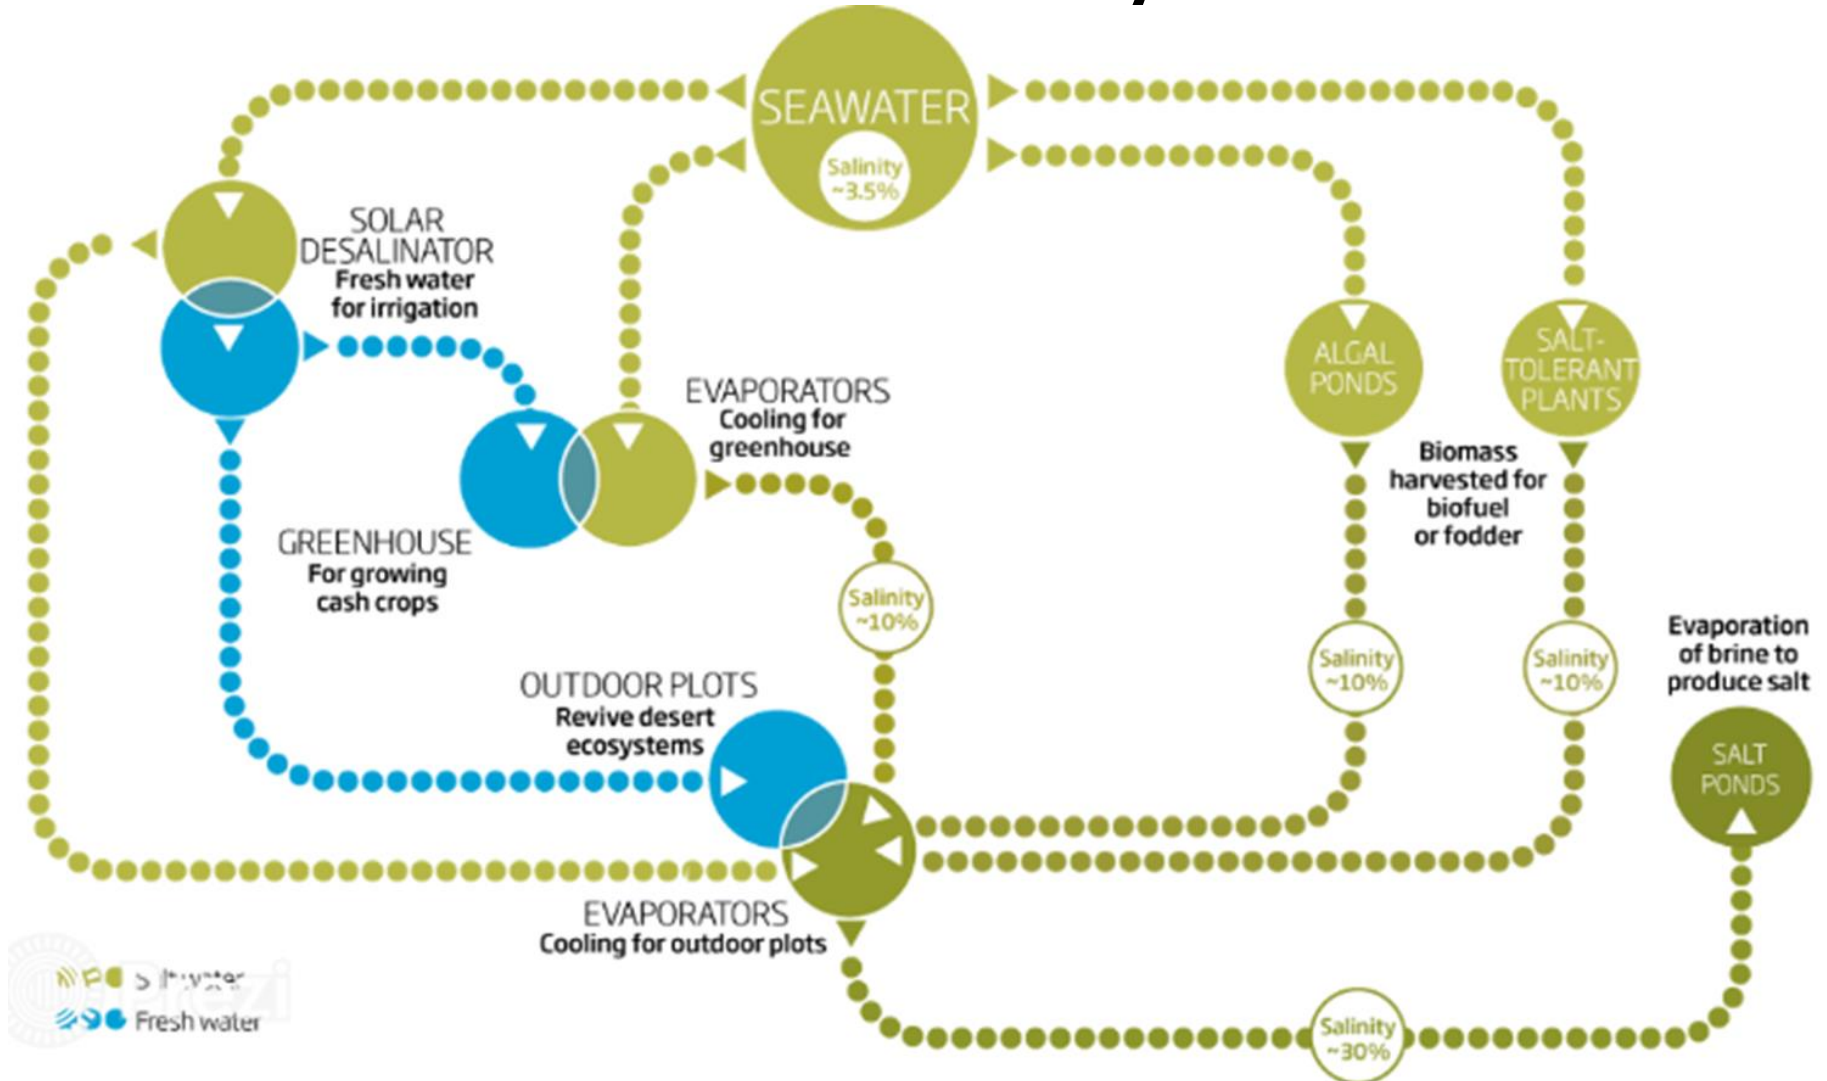 SEAWATER
Salinity
~3.5%
SOLAR
DESALINATOR
Fresh water
for irrigation
EVAPORATORS
Cooling for
greenhouse
ALGAL
PONDS
SALT-
TOLERANT
PLANTS
Biomass
harvested for
biofuel
or fodder
GREENHOUSE
For growing
cash crops
Salinity
~10%
Salinity
~10%
Salinity
~10%
Evaporation
of brine to
produce salt
OUTDOOR PLOTS
Revive desert
ecosystems
SALT
PONDS
EVAPORATORS
Cooling for outdoor plots
Prezi
Fresh water
Salinity
~30%